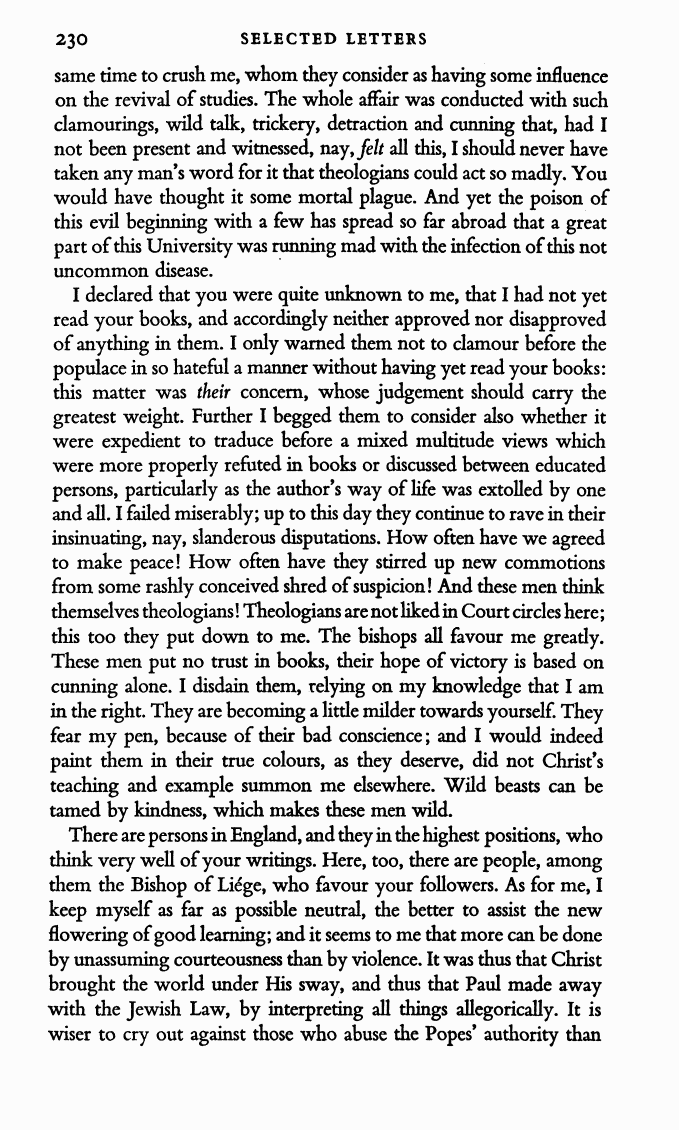 230 SELECTED LETTERS
same time to crush me, whom they consider as having some influence
on the revival of studies. The whole affair was conducted with such
clamourings, wild talk, trickery, detraction and cunning that, had I
not been present and witnessed, nay, felt all this, I should never have
taken any man's word for it that theologians could act so madly. You
would have thought it some mortal plague. And yet the poison of
this evil beginning with a few has spread so far abroad that a great
part of this University was running mad with the infection of this not
uncommon disease.
I declared that you were quite unknown to me, that I had not yet
read your books, and accordingly neither approved nor disapproved
of anything in them. I only warned them not to clamour before the
populace in so hateful a manner without having yet read your books:
this matter was their concern, whose judgement should carry the
greatest weight. Further I begged them to consider also whether it
were expedient to traduce before a mixed multitude views which
were more properly refuted in books or discussed between educated
persons, particularly as the author's way of life was extolled by one
and all. I failed miserably; up to this day they continue to rave in their
insinuating, nay, slanderous disputations. How often have we agreed
to make peace! How often have they stirred up new commotions
from some rashly conceived shred of suspicion! And these men think
themselves theologians! Theologians are not liked in Court circles here;
this too they put down to me. The bishops all favour me greatly.
These men put no trust in books, their hope of victory is based on
cunning alone. I disdain them, relying on my knowledge that I am
in the right. They are becoming a little milder towards yourself. They
fear my pen, because of their bad conscience; and I would indeed
paint them in their true colours, as they deserve, did not Christ's
teaching and example summon me elsewhere. Wild beasts can be
tamed by kindness, which makes these men wild.
There are persons in England, and they in the highest positions, who
think very well of your writings. Here, too, there are people, among
them the Bishop of Liége, who favour your followers. As for me, I
keep myself as far as possible neutral, the better to assist the new
flowering of good learning; and it seems to me that more can be done
by unassuming courteousness than by violence. It was thus that Christ
brought the world under His sway, and thus that Paul made away
with the Jewish Law, by interpreting all things allegorically. It is
wiser to cry out against those who abuse the Popes' authority than